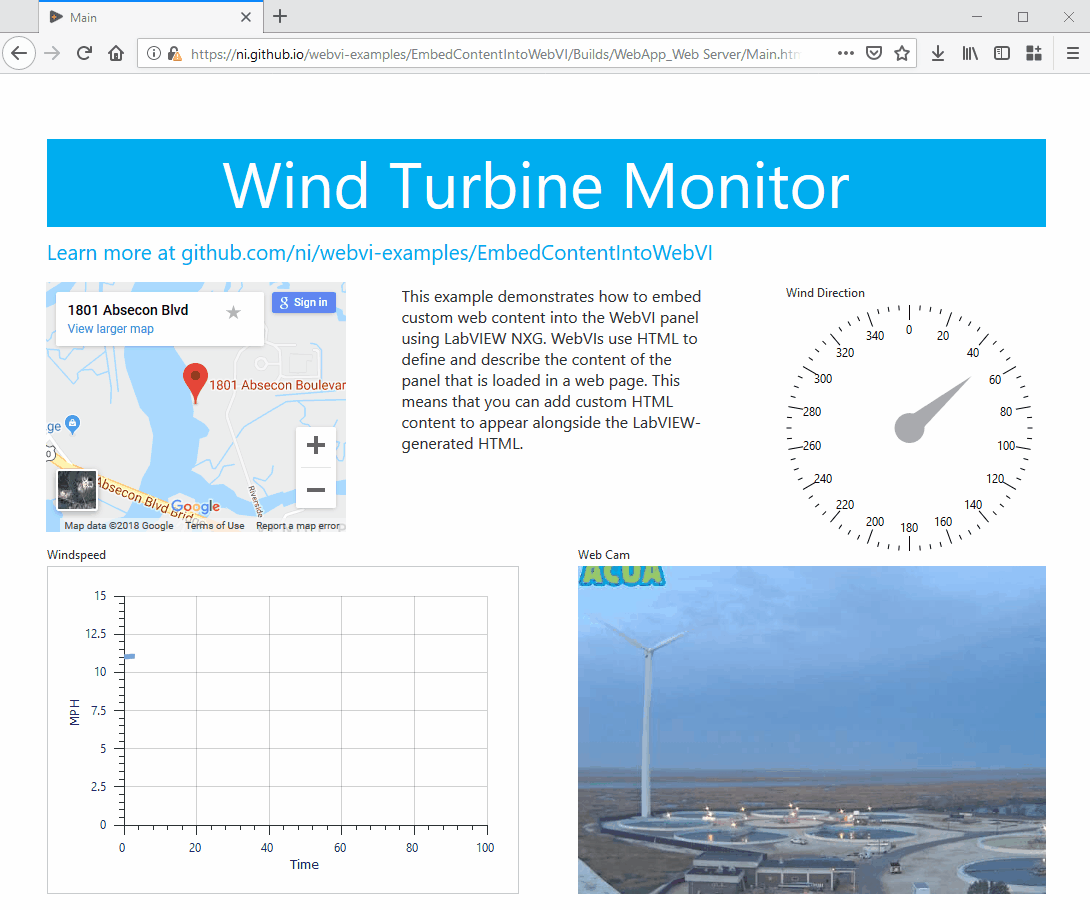 Main
https://ni.github.io/webvi-examples/EmbedContentIntoWebVI/Builds/WebApp_Web Server/Main.htm
Wind Turbine Monitor
Learn more at github.com/ni/webvi-examples/EmbedContentIntoWebVI
1801 Absecon Blvd
View larger map
Sign in
1801 Absecon Boulevar
ge
Absecon Blvd Bridge
Riverside
Google
Map data ©2018 Google Terms of Use Report a map error
This example demonstrates how to embed
custom web content into the WebVI panel
using LabVIEW NXG. WebVIs use HTML to
define and describe the content of the
panel that is loaded in a web page. This
means that you can add custom HTML
content to appear alongside the LabVIEW-
generated HTML.
Wind Direction
0
20
40
60
80
100
120
140
160
180
200
220
240
260
280
300
320
340
Windspeed
15
12.5
10
7.5
5
2.5
0
MPH
0 20 40 60 80 100
Time
Web Cam
ACUA